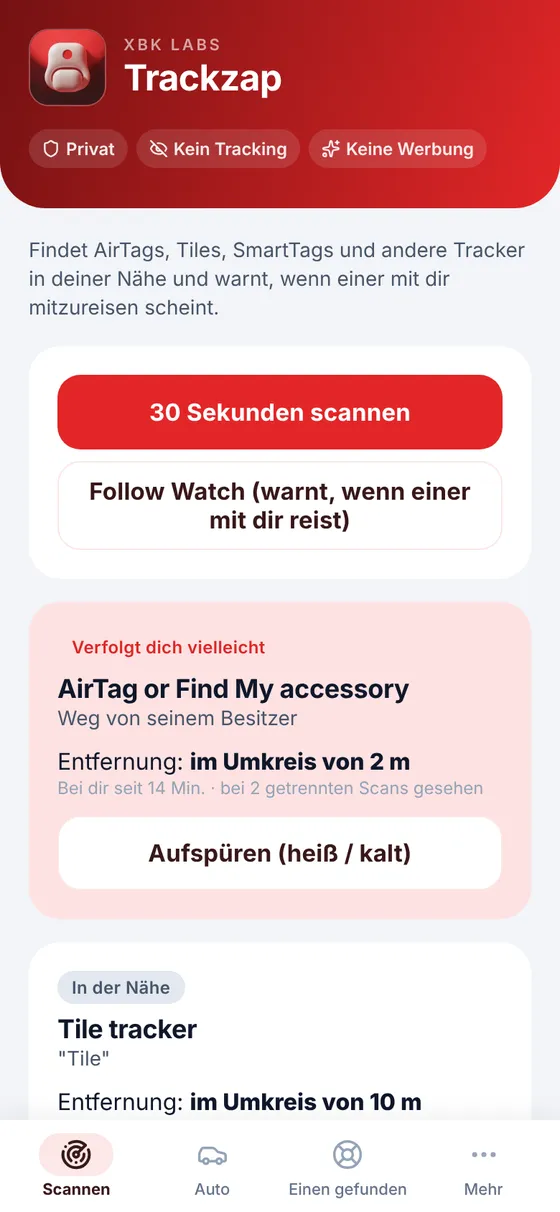 XBK LABS
Trackzap
Privat
Kein Tracking
Keine Werbung
Findet AirTags, Tiles, SmartTags und andere Tracker
in deiner Nähe und warnt, wenn einer mit dir
mitzureisen scheint.
30 Sekunden scannen
Follow Watch (warnt, wenn einer
mit dir reist)
Verfolgt dich vielleicht
AirTag or Find My accessory
Weg von seinem Besitzer
Entfernung: im Umkreis von 2 m
Bei dir seit 14 Min. · bei 2 getrennten Scans gesehen
Aufspüren (heiß / kalt)
In der Nähe
Tile tracker
"Tile"
Entfernung: im Umkreis von 10 m
Scannen
Auto
Einen gefunden
Mehr